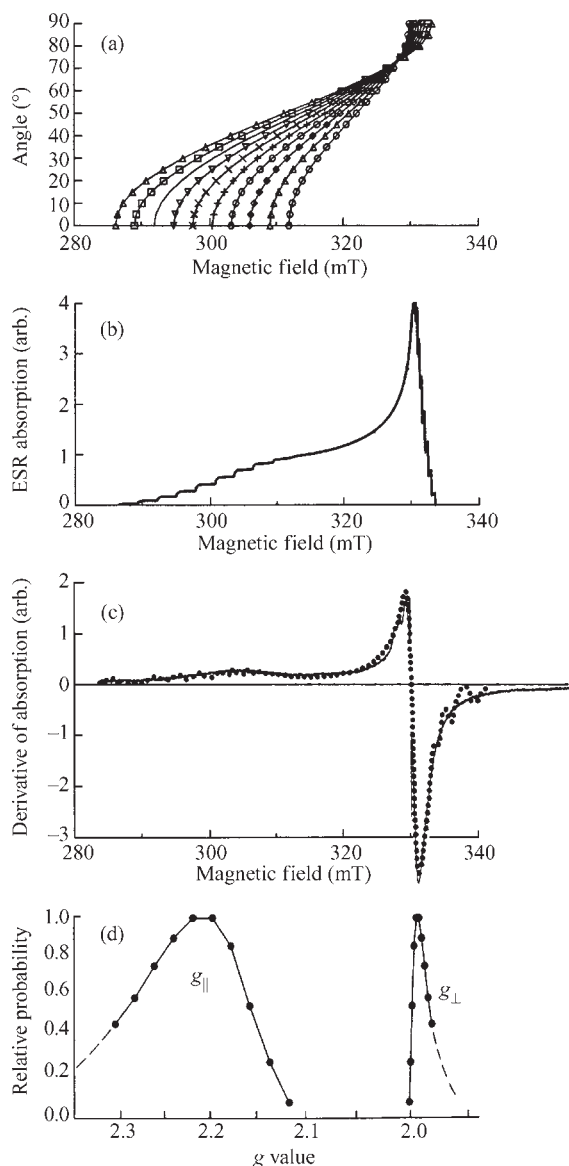 90
80
70
60
50
40
30
20
10
0
(a)
Angle (°)
280 300 320 340
Magnetic field (mT)
4
3
2
1
0
(b)
ESR absorption (arb.)
280 300 320 340
Magnetic field (mT)
2
1
0
−1
−2
−3
(c)
Derivative of absorption (arb.)
280 300 320 340
Magnetic field (mT)
1.0
0.8
0.6
0.4
0.2
0.0
(d)
g∥
g⊥
Relative probability
2.3 2.2 2.1 2.0
g value